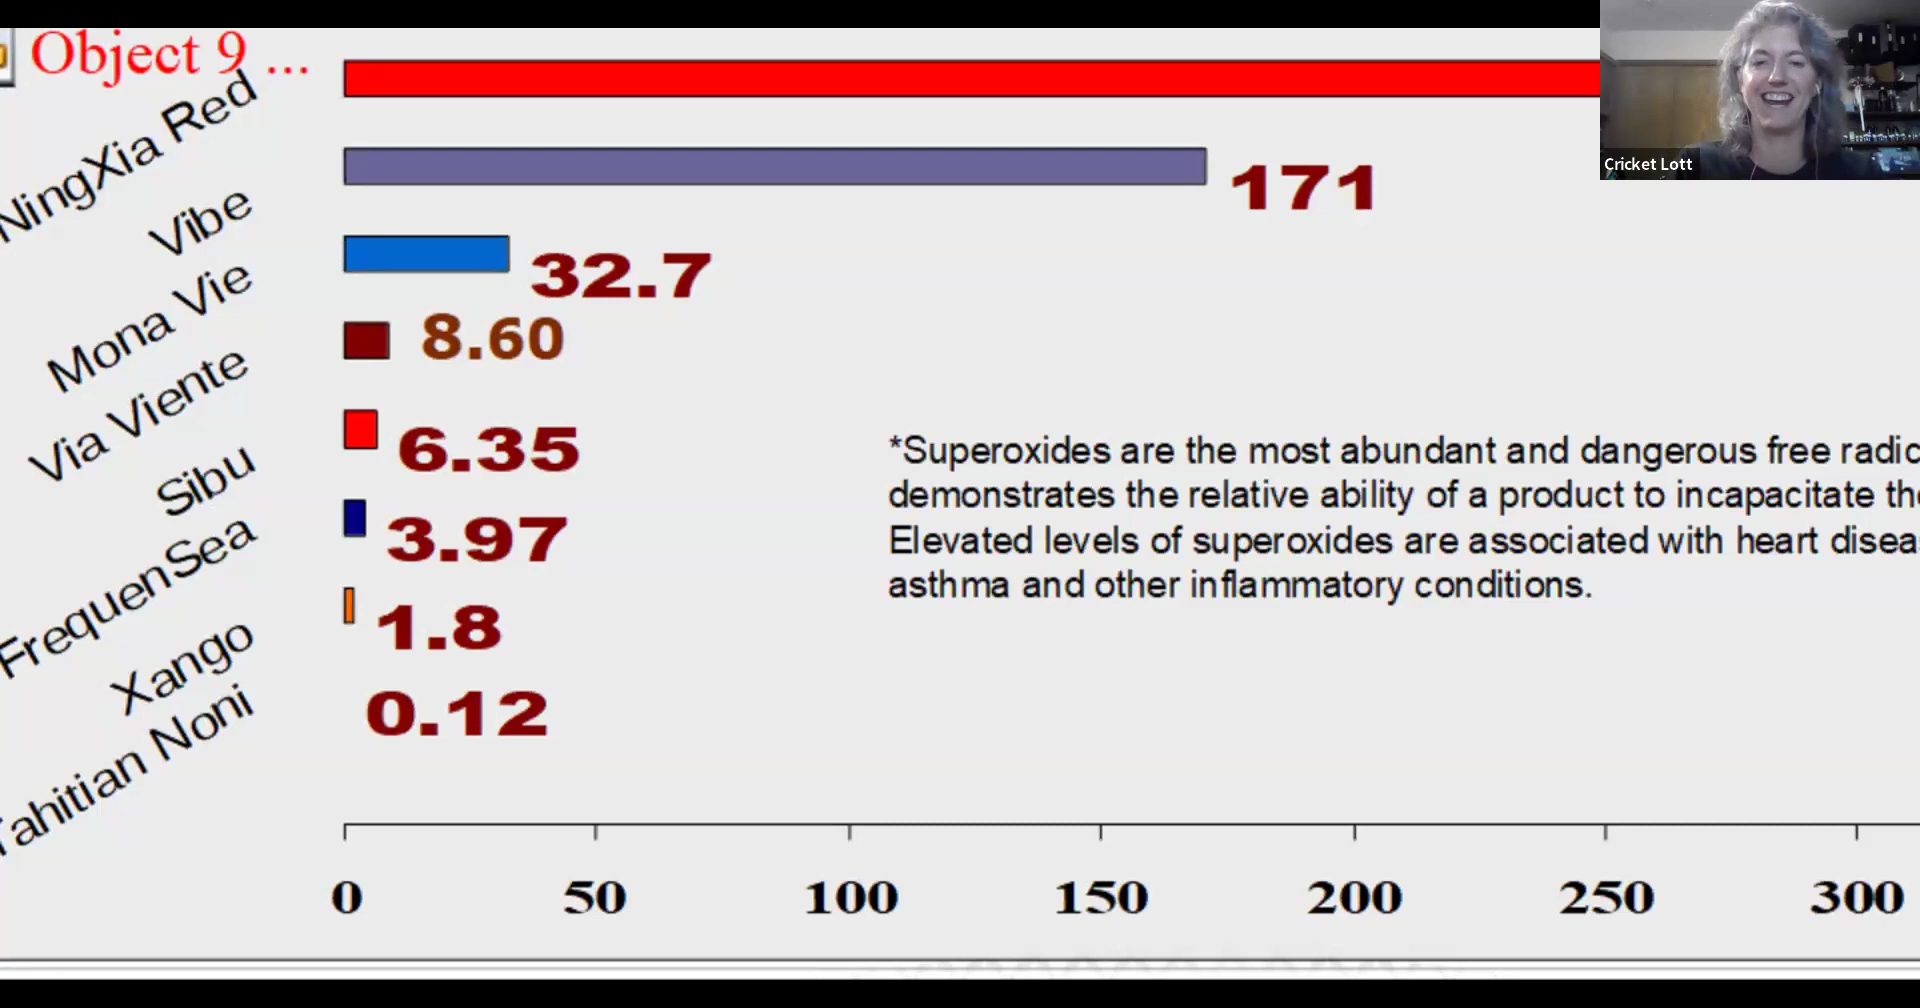 Object 9 ...
NingXia Red
Vibe
171
Mona Vie
32.7
Via Viente
8.60
Sibu
6.35
FrequenSea
3.97
Xango
1.8
Tahitian Noni
0.12
*Superoxides are the most abundant and dangerous free radic
demonstrates the relative ability of a product to incapacitate the
Elevated levels of superoxides are associated with heart disea
asthma and other inflammatory conditions.
0 50 100 150 200 250 300
Cricket Lott